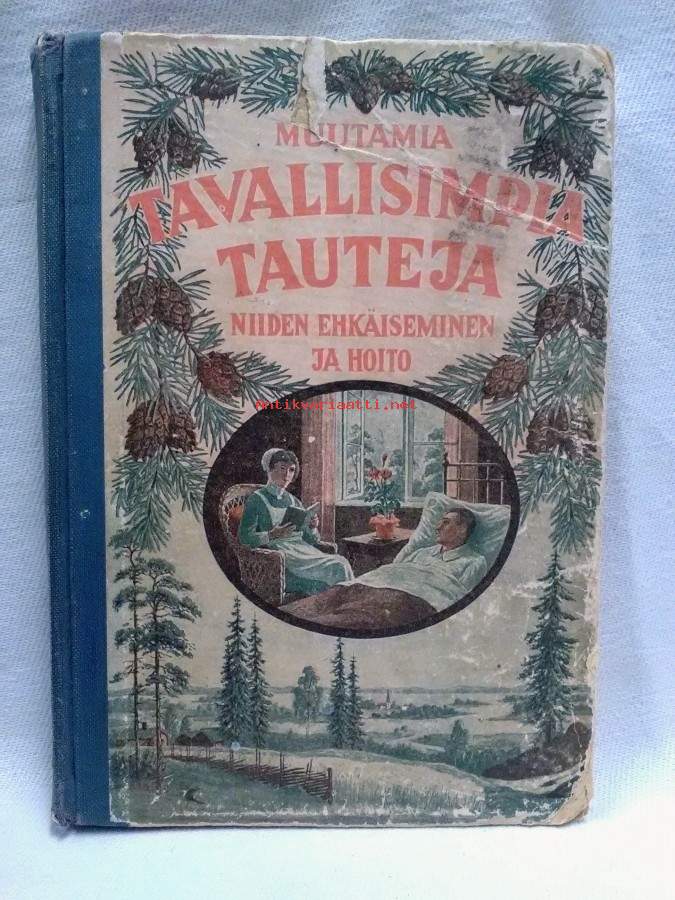 MUUTAMIA
TAVALLISIMPIA
TAUTEJA
NIIDEN EHKÄISEMINEN
JA HOITO
Antikvariaatti.net